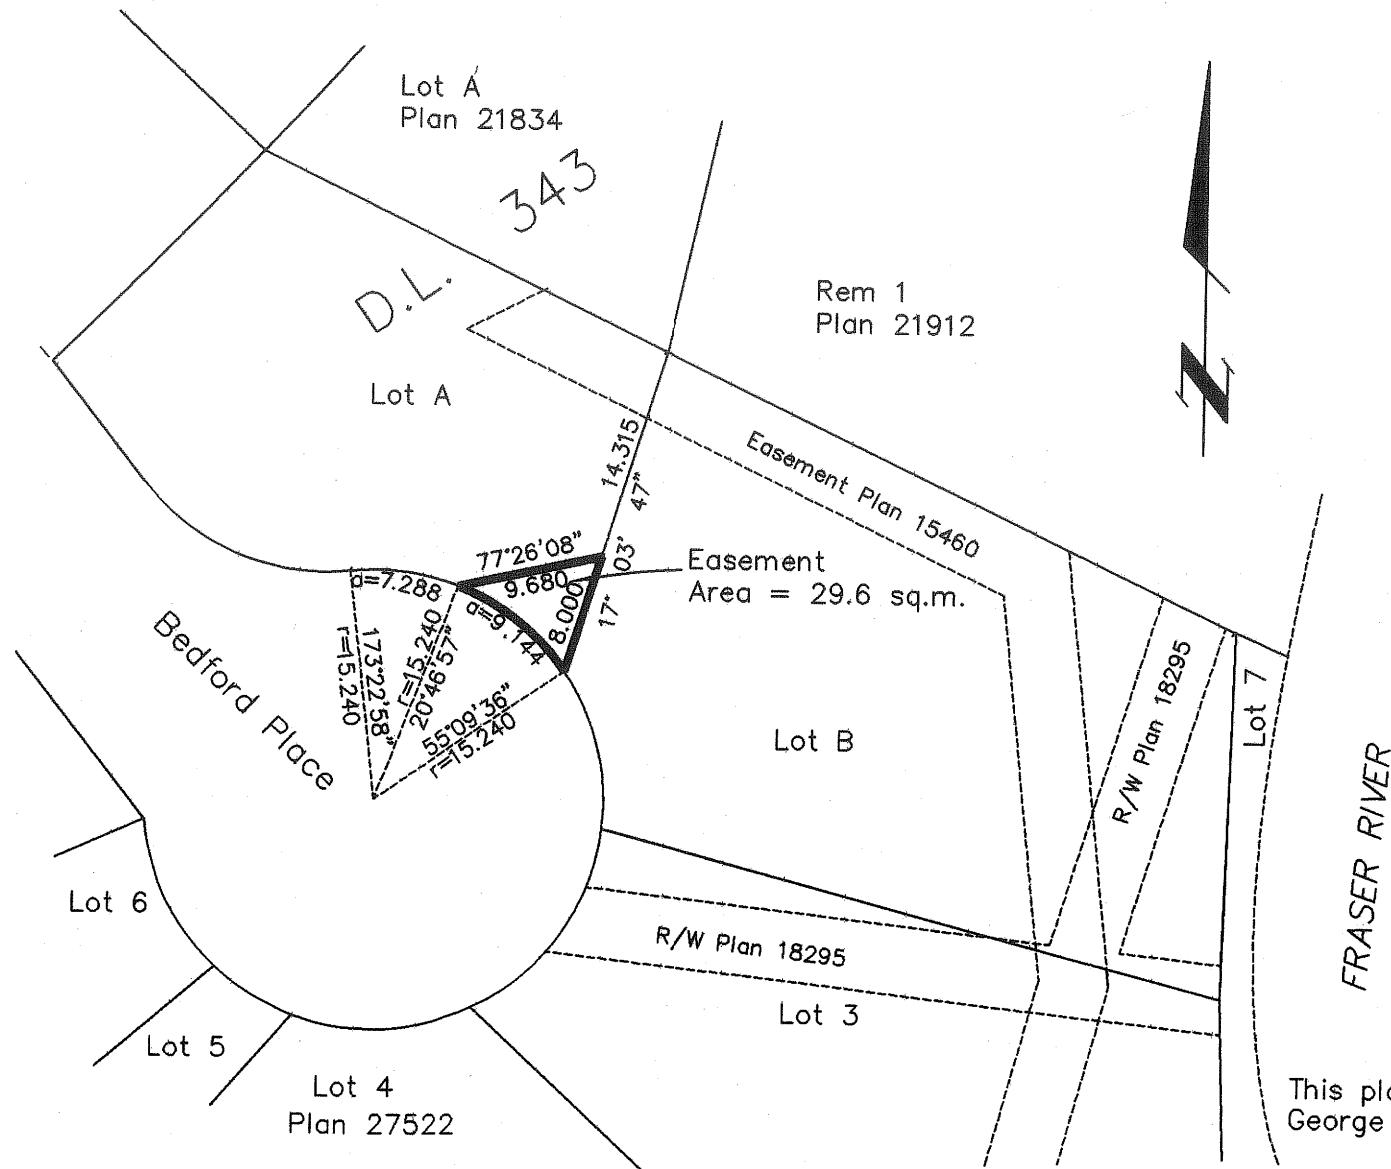 Lot A
Plan 21834
343
D.L.
Rem 1
Plan 21912
Lot A
14.315
47"
Easement Plan 15460
77°26'08"
9.680
03'
Easement
Area = 29.6 sq.m.
8.000
17°
a=7.288
a=9.144
r=15.240
20°46'57"
173°22'58"
r=15.240
55°09'36"
r=15.240
Bedford Place
R/W Plan 18295
Lot 7
Lot B
FRASER RIVER
Lot 6
R/W Plan 18295
Lot 3
Lot 5
Lot 4
Plan 27522
N
This pla
George